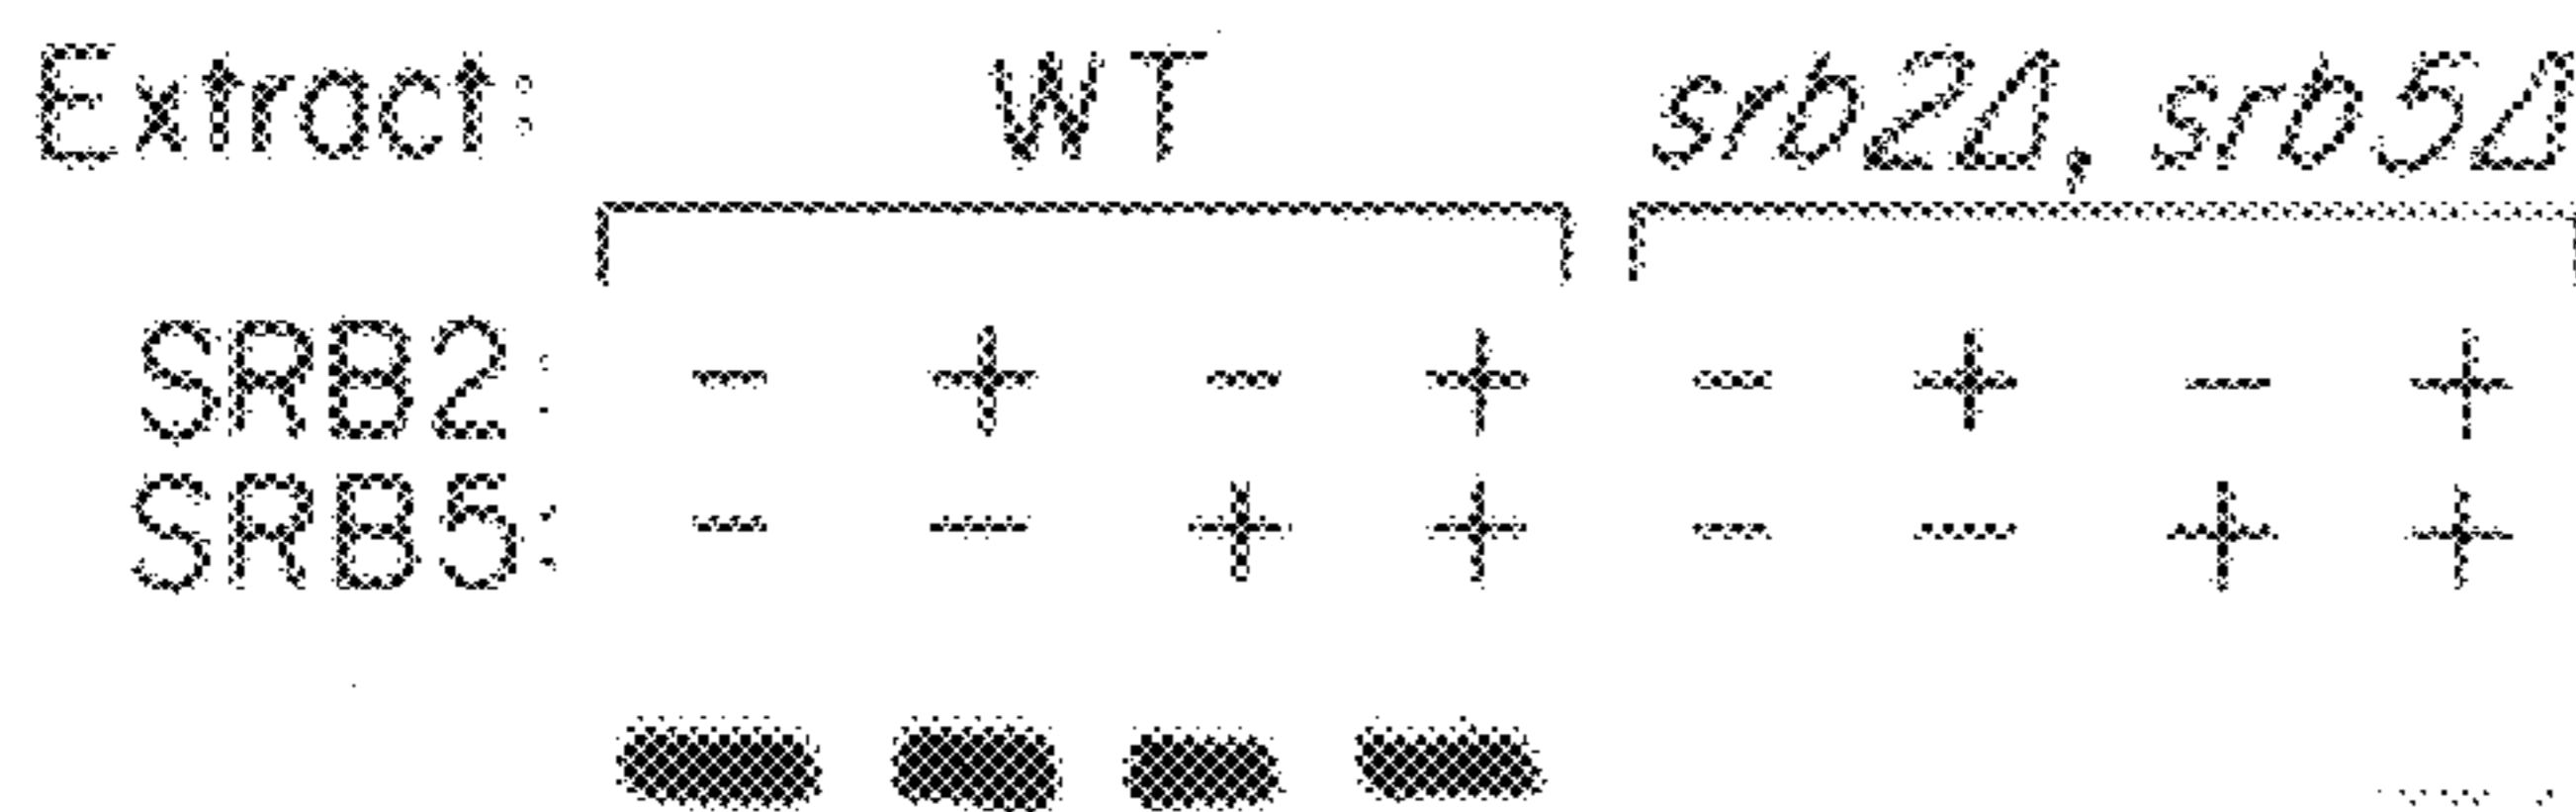 Extract: WT srb2Δ, srb5Δ
SRB2: - + - + - + - +
SRB5: - - + + - - + +